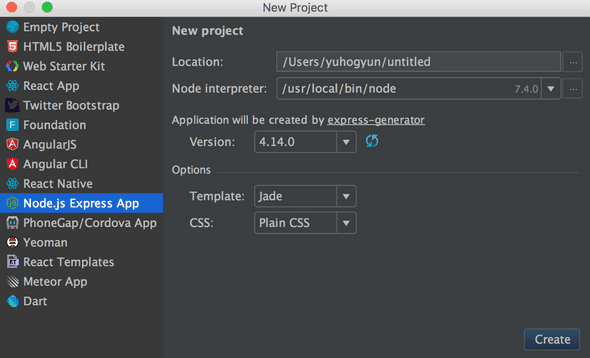 New Project
Empty Project
HTML5 Boilerplate
Web Starter Kit
React App
Twitter Bootstrap
Foundation
AngularJS
Angular CLI
React Native
Node.js Express App
PhoneGap/Cordova App
Yeoman
React Templates
Meteor App
Dart
New project
Location: /Users/yuhogyun/untitled ...
Node interpreter: /usr/local/bin/node 7.4.0 ...
Application will be created by express-generator
Version: 4.14.0
Options
Template: Jade
CSS: Plain CSS
Create